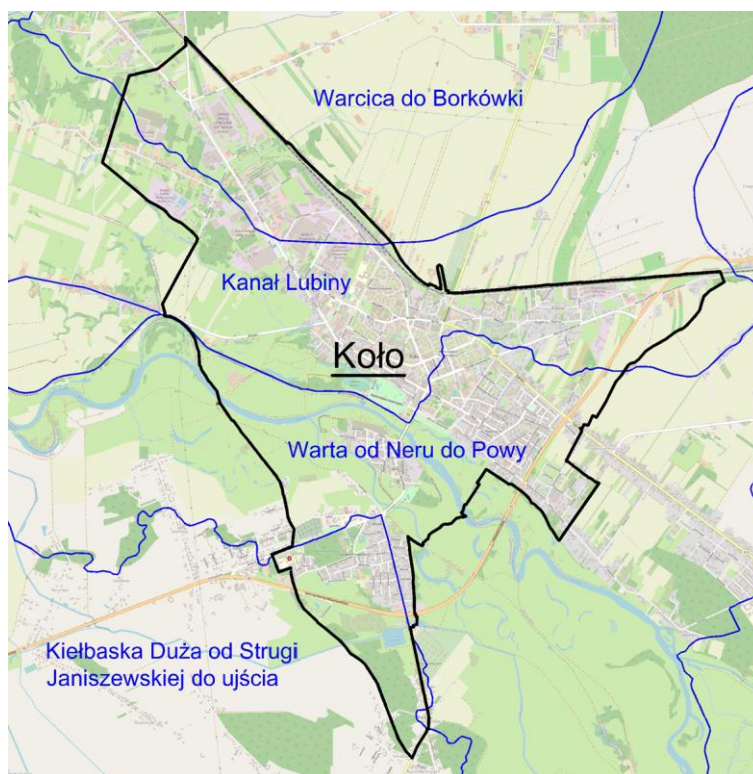 Warcica do Borkówki
Kanał Lubiny
Koło
Warta od Neru do Powy
Kiełbaska Duża od Strugi
Janiszewskiej do ujścia